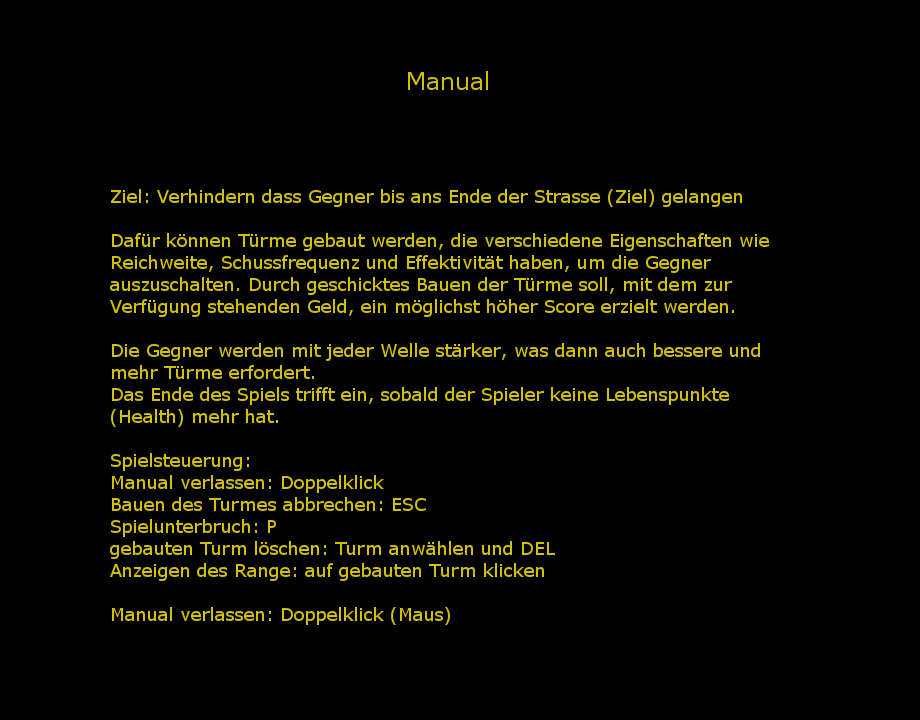 Manual
Ziel: Verhindern dass Gegner bis ans Ende der Strasse (Ziel) gelangen
Dafür können Türme gebaut werden, die verschiedene Eigenschaften wie
Reichweite, Schussfrequenz und Effektivität haben, um die Gegner
auszuschalten. Durch geschicktes Bauen der Türme soll, mit dem zur
Verfügung stehenden Geld, ein möglichst höher Score erzielt werden.
Die Gegner werden mit jeder Welle stärker, was dann auch bessere und
mehr Türme erfordert.
Das Ende des Spiels trifft ein, sobald der Spieler keine Lebenspunkte
(Health) mehr hat.
Spielsteuerung:
Manual verlassen: Doppelklick
Bauen des Turmes abbrechen: ESC
Spielunterbruch: P
gebauten Turm löschen: Turm anwählen und DEL
Anzeigen des Range: auf gebauten Turm klicken
Manual verlassen: Doppelklick (Maus)